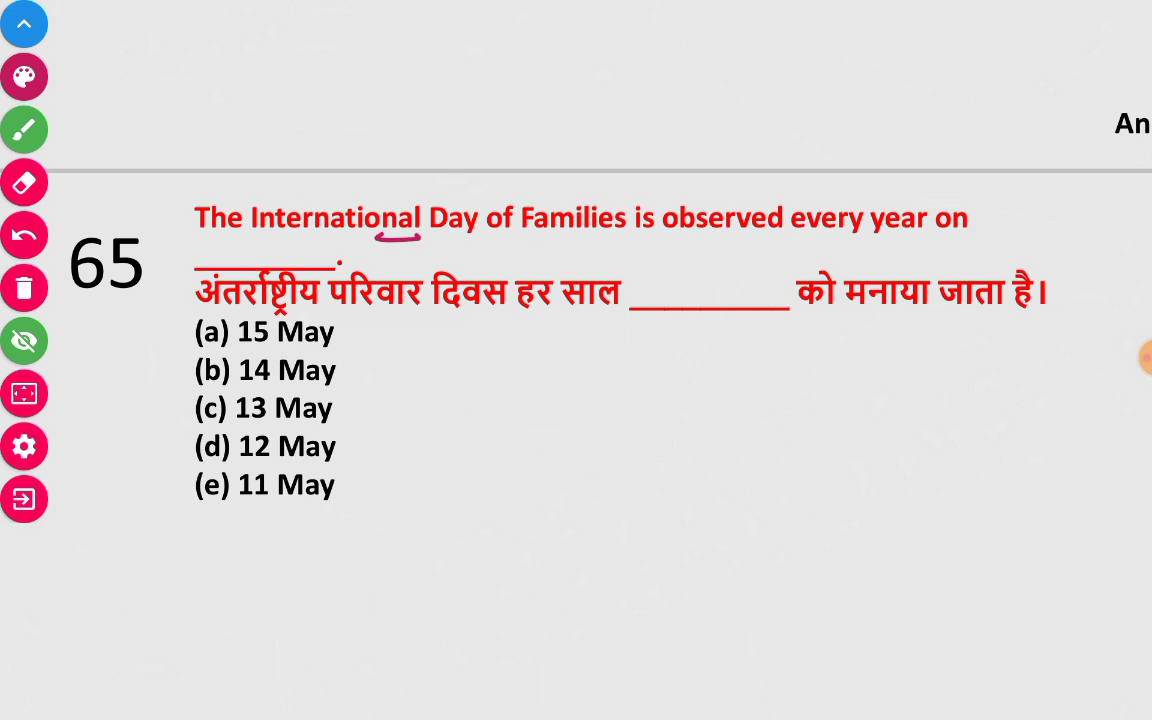 An
65
The International Day of Families is observed every year on
_________.
अंतर्राष्ट्रीय परिवार दिवस हर साल _________ को मनाया जाता है।
(a) 15 May
(b) 14 May
(c) 13 May
(d) 12 May
(e) 11 May